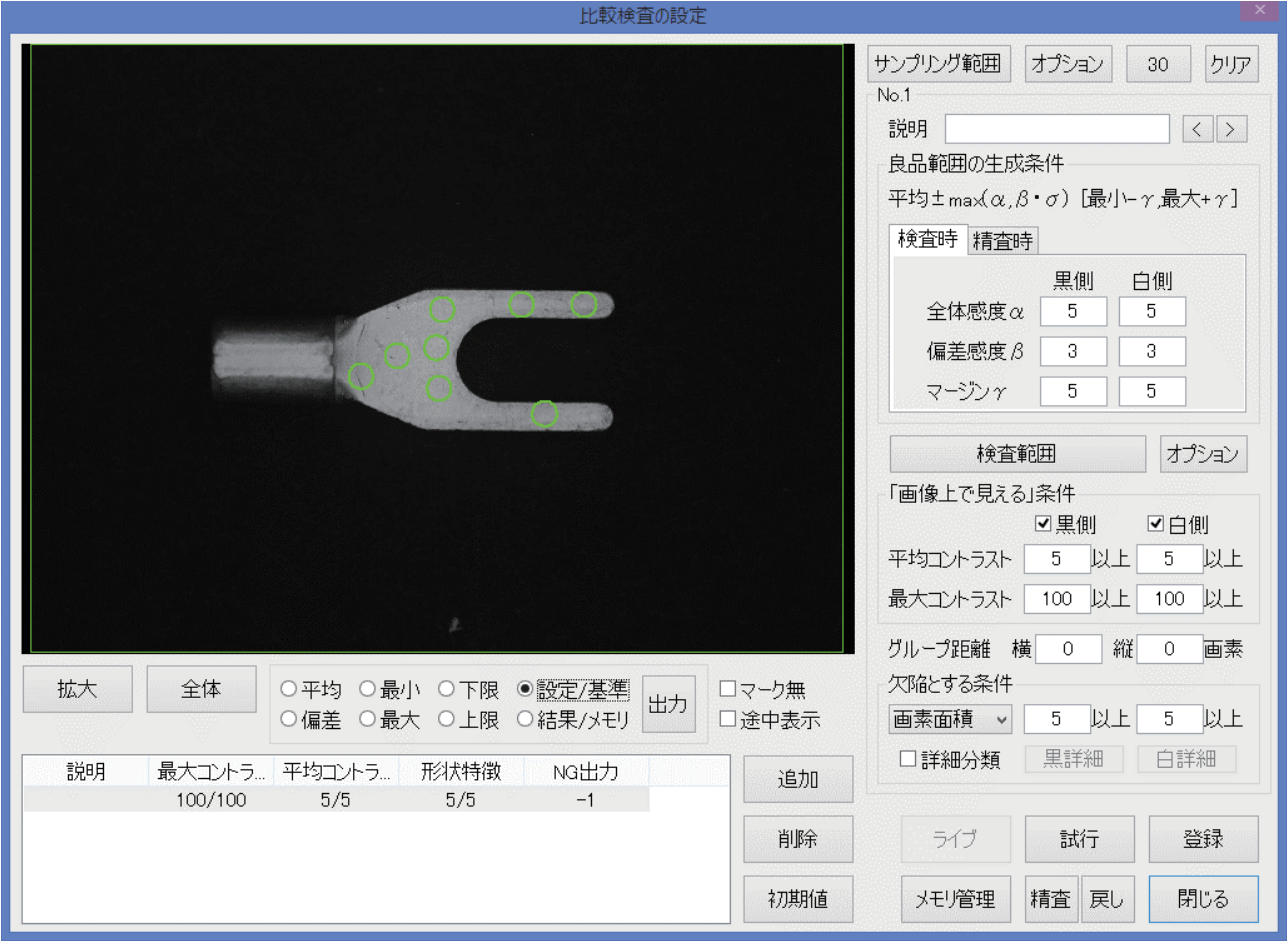 比較検査の設定
サンプリング範囲 オプション 30 クリア
No.1
説明 < >
良品範囲の生成条件
平均±max(α,β・σ) [最小-γ,最大+γ]
検査時 精査時
黒側 白側
全体感度α 5 5
偏差感度β 3 3
マージンγ 5 5
検査範囲 オプション
「画像上で見える」条件
黒側 白側
平均コントラスト 5 以上 5 以上
最大コントラスト 100 以上 100 以上
グループ距離 横 0 縦 0 画素
欠陥とする条件
画素面積 5 以上 5 以上
詳細分類 黒詳細 白詳細
拡大 全体
平均 最小 下限 設定/基準
偏差 最大 上限 結果/メモリ
出力
マーク無
途中表示
説明 最大コントラ... 平均コントラ... 形状特徴 NG出力
100/100 5/5 5/5 -1
追加
削除
初期値
ライブ 試行 登録
メモリ管理 精査 戻し 閉じる